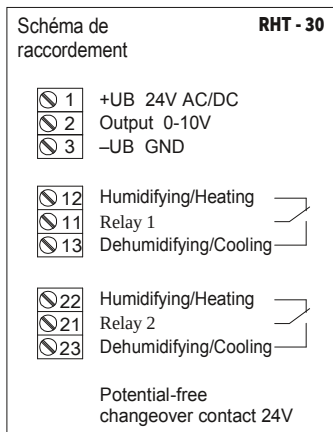 Schéma de RHT - 30
raccordement
1 +UB 24V AC/DC
2 Output 0-10V
3 –UB GND
12 Humidifying/Heating
11 Relay 1
13 Dehumidifying/Cooling
22 Humidifying/Heating
21 Relay 2
23 Dehumidifying/Cooling
Potential-free
changeover contact 24V